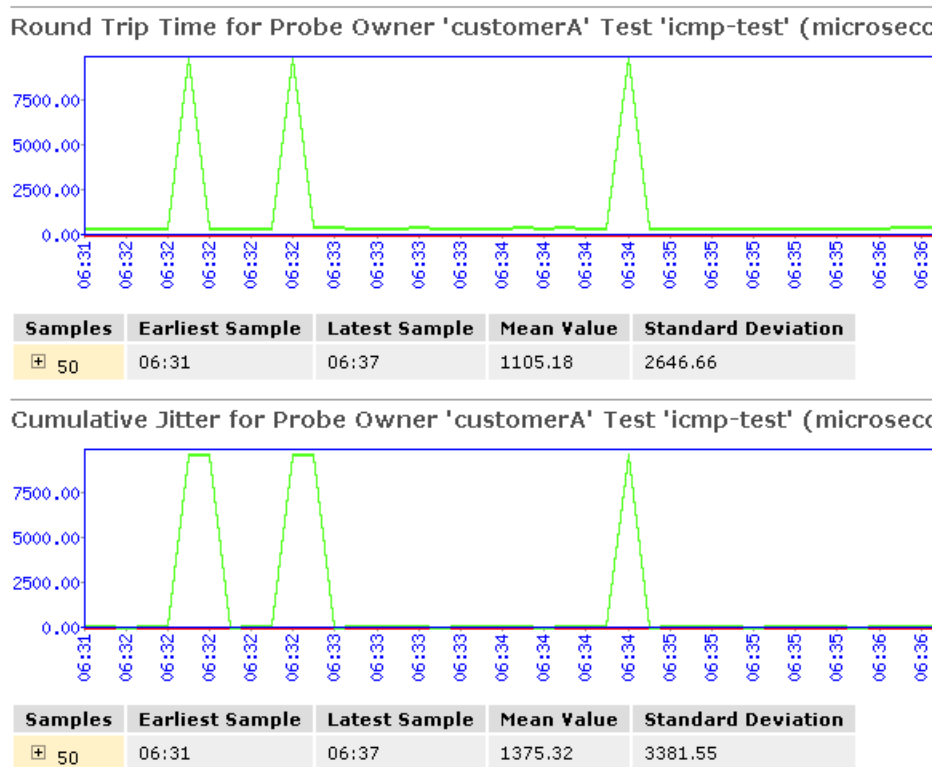 Round Trip Time for Probe Owner 'customerA' Test 'icmp-test' (microsecc
7500.00
5000.00
2500.00
0.00
06:31 06:32 06:32 06:32 06:32 06:32 06:33 06:33 06:33 06:33 06:34 06:34 06:34 06:34 06:35 06:35 06:35 06:35 06:36 06:36 06:36
Samples Earliest Sample Latest Sample Mean Value Standard Deviation
50 06:31 06:37 1105.18 2646.66
Cumulative Jitter for Probe Owner 'customerA' Test 'icmp-test' (microsecc
7500.00
5000.00
2500.00
0.00
06:31 06:32 06:32 06:32 06:32 06:32 06:33 06:33 06:33 06:33 06:34 06:34 06:34 06:34 06:35 06:35 06:35 06:35 06:36 06:36 06:36
Samples Earliest Sample Latest Sample Mean Value Standard Deviation
50 06:31 06:37 1375.32 3381.55